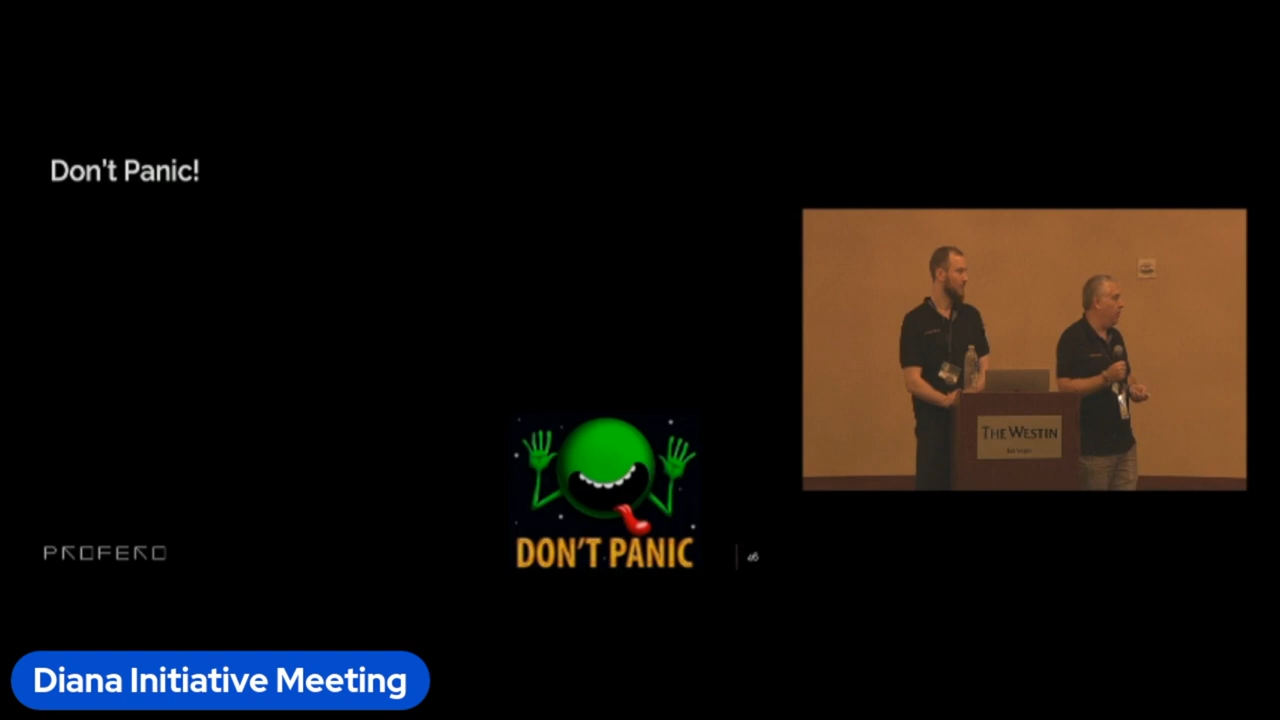 Don't Panic!
THE WESTIN
DON'T PANIC
PROFERO
Diana Initiative Meeting